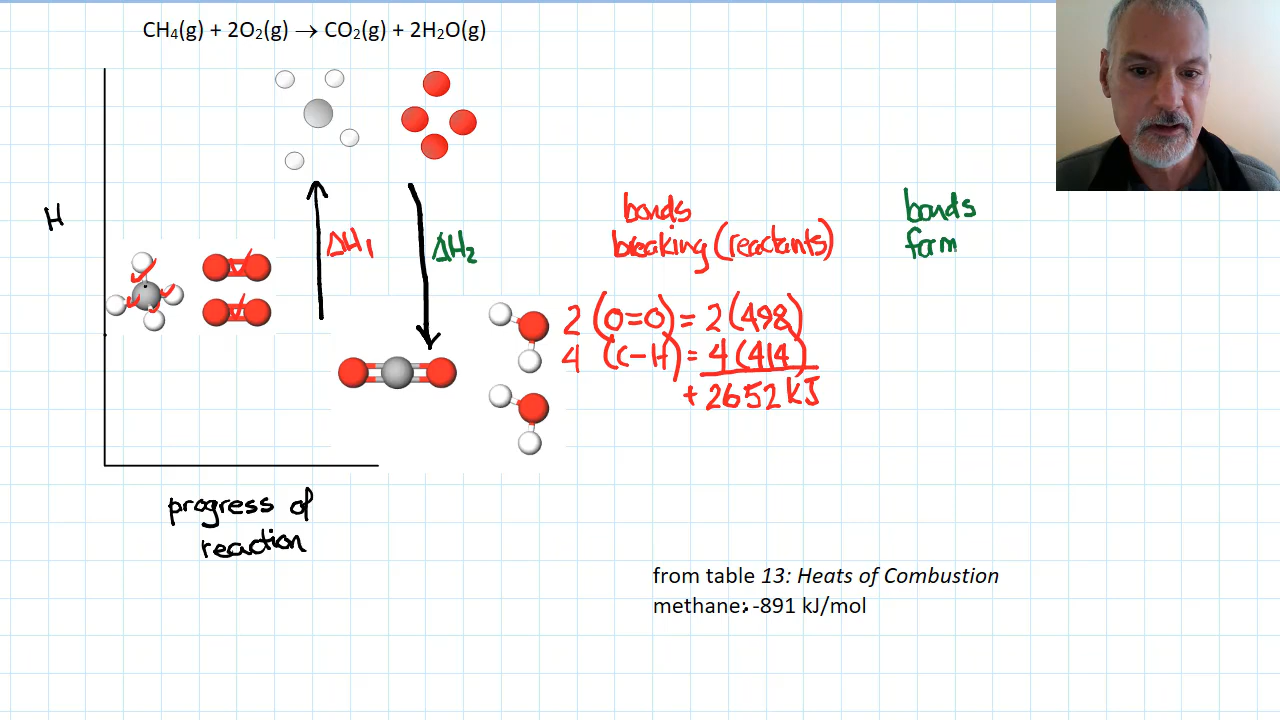 CH₄(g) + 2O₂(g) → CO₂(g) + 2H₂O(g)
H
ΔH₁
ΔH₂
progress of
reaction
bonds
breaking (reactants)
2 (O=O) = 2 (498)
4 (C-H) = 4 (414)
+ 2652 kJ
bonds
form
from table 13: Heats of Combustion
methane: -891 kJ/mol